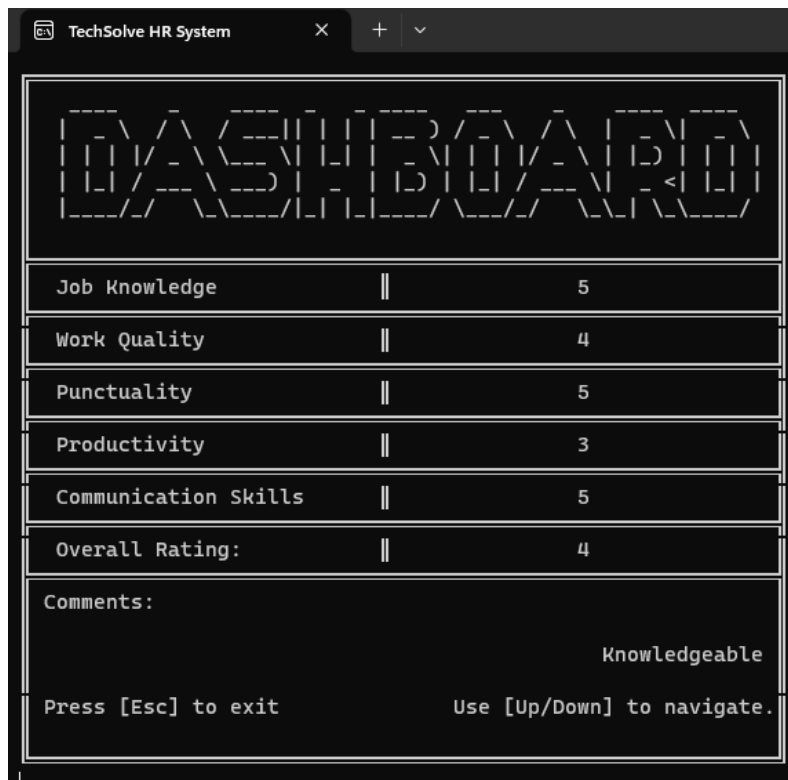 TechSolve HR System
DASHBOARD
Job Knowledge 5
Work Quality 4
Punctuality 5
Productivity 3
Communication Skills 5
Overall Rating: 4
Comments:
Knowledgeable
Press [Esc] to exit Use [Up/Down] to navigate.